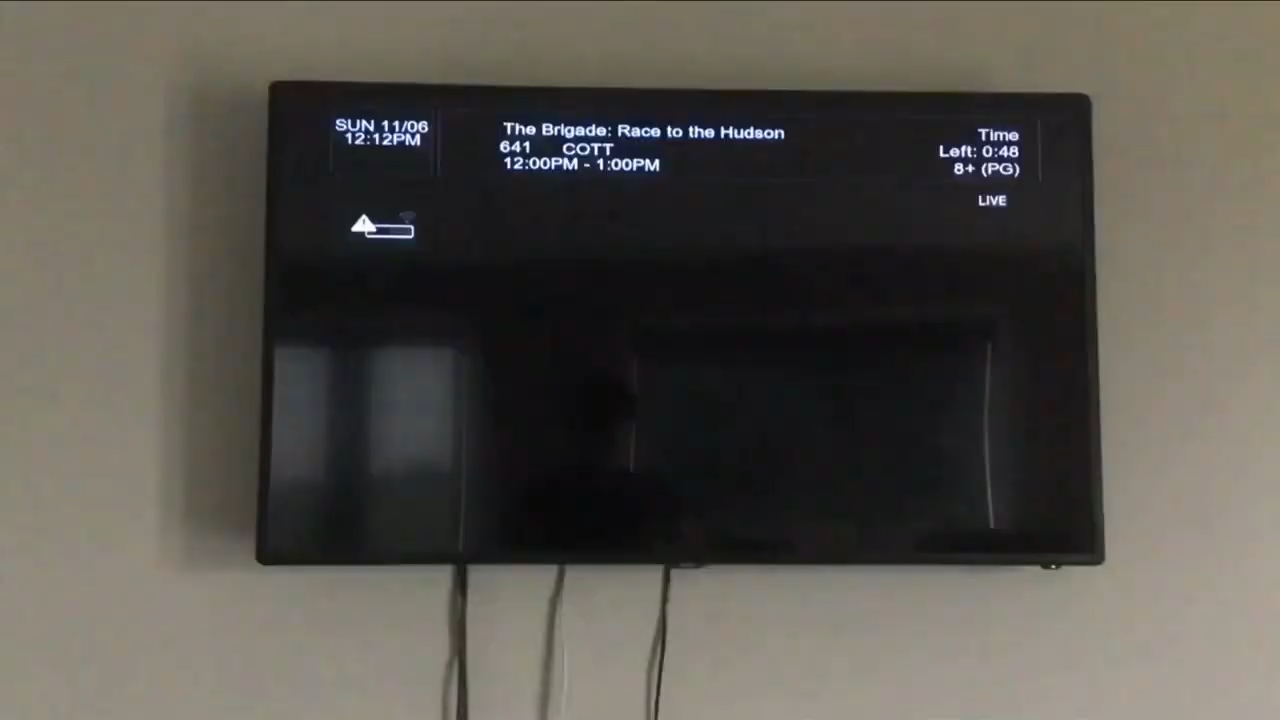 SUN 11/06
12:12PM
The Brigade: Race to the Hudson
641 COTT
12:00PM - 1:00PM
Time
Left: 0:48
8+ (PG)
LIVE